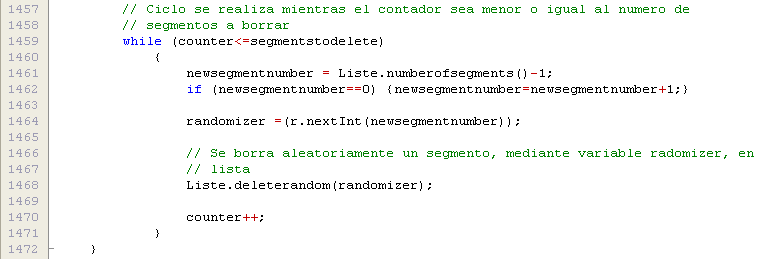 1457 // Ciclo se realiza mientras el contador sea menor o igual al numero de
1458 // segmentos a borrar
1459 while (counter<=segmentstodelete)
1460 {
1461 newsegmentnumber = Liste.numberofsegments()-1;
1462 if (newsegmentnumber==0) {newsegmentnumber=newsegmentnumber+1;}
1463
1464 randomizer =(r.nextInt(newsegmentnumber));
1465
1466 // Se borra aleatoriamente un segmento, mediante variable radomizer, en
1467 // lista
1468 Liste.deleterandom(randomizer);
1469
1470 counter++;
1471 }
1472 }